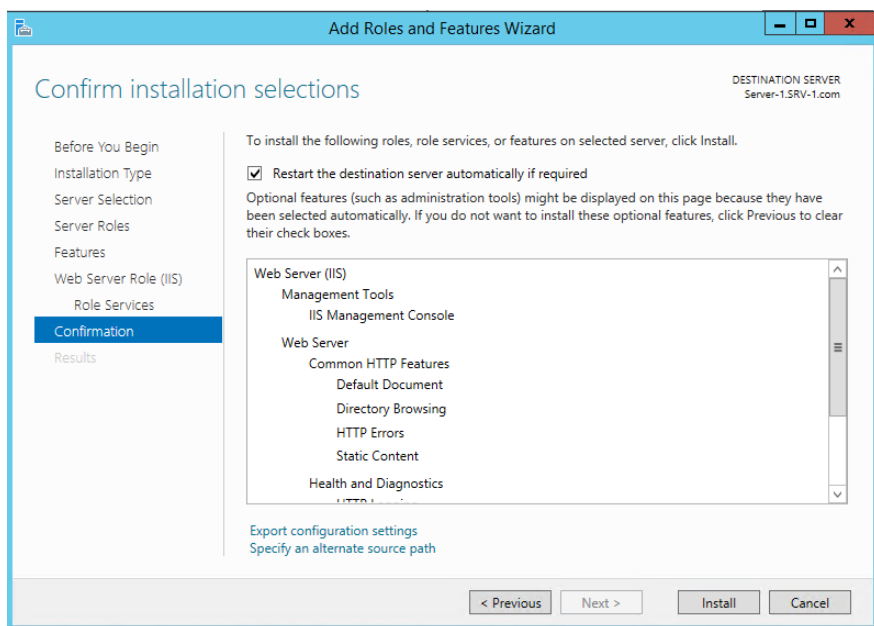 Add Roles and Features Wizard
Confirm installation selections
DESTINATION SERVER
Server-1.SRV-1.com
Before You Begin
Installation Type
Server Selection
Server Roles
Features
Web Server Role (IIS)
Role Services
Confirmation
Results
To install the following roles, role services, or features on selected server, click Install.
Restart the destination server automatically if required
Optional features (such as administration tools) might be displayed on this page because they have
been selected automatically. If you do not want to install these optional features, click Previous to clear
their check boxes.
Web Server (IIS)
Management Tools
IIS Management Console
Web Server
Common HTTP Features
Default Document
Directory Browsing
HTTP Errors
Static Content
Health and Diagnostics
Export configuration settings
Specify an alternate source path
< Previous
Next >
Install
Cancel